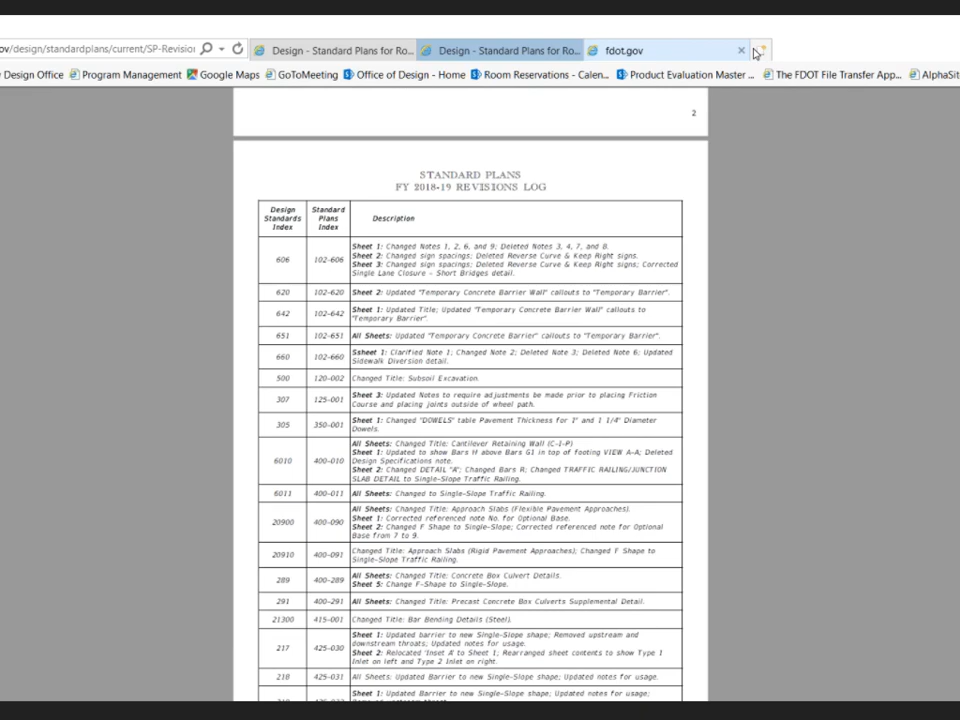 ov/design/standardplans/current/SP-Revisio
Design - Standard Plans for Ro...
Design - Standard Plans for Ro...
fdot.gov
Design Office
Program Management
Google Maps
GoToMeeting
Office of Design - Home
Room Reservations - Calen...
Product Evaluation Master ...
The FDOT File Transfer App...
AlphaSit
2
STANDARD PLANS
FY 2018-19 REVISIONS LOG
Design Standards Index
Standard Plans Index
Description
606
102-606
Sheet 1: Changed Notes 1, 2, 6, and 9; Deleted Notes 3, 4, 7, and 8.
Sheet 2: Changed sign spacings; Deleted Reverse Curve & Keep Right signs.
Sheet 3: Changed sign spacings; Deleted Reverse Curve & Keep Right signs; Corrected
Single Lane Closure - Short Bridges detail.
620
102-620
Sheet 2: Updated "Temporary Concrete Barrier Wall" callouts to "Temporary Barrier".
642
102-642
Sheet 1: Updated Title; Updated "Temporary Concrete Barrier Wall" callouts to
"Temporary Barrier".
651
102-651
All Sheets: Updated "Temporary Concrete Barrier" callouts to "Temporary Barrier".
660
102-660
Ssheet 1: Clarified Note 1; Changed Note 2; Deleted Note 3; Deleted Note 6; Updated
Sidewalk Diversion detail.
500
120-002
Changed Title: Subsoil Excavation.
307
125-001
Sheet 3: Updated Notes to require adjustments be made prior to placing Friction
Course and placing joints outside of wheel path.
305
350-001
Sheet 1: Changed "DOWELS" table Pavement Thickness for 1" and 1 1/4" Diameter
Dowels.
6010
400-010
All Sheets: Changed Title: Cantilever Retaining Wall (C-I-P)
Sheet 1: Updated to show Bars H above Bars G1 in top of footing VIEW A-A; Deleted
Design Specifications note.
Sheet 2: Changed DETAIL "A"; Changed Bars R; Changed TRAFFIC RAILING/JUNCTION
SLAB DETAIL to Single-Slope Traffic Railing.
6011
400-011
All Sheets: Changed to Single-Slope Traffic Railing.
20900
400-090
All Sheets: Changed Title: Approach Slabs (Flexible Pavement Approaches).
Sheet 1: Corrected referenced note No. for Optional Base.
Sheet 2: Changed F Shape to Single-Slope; Corrected referenced note for Optional
Base from 7 to 9.
20910
400-091
Changed Title: Approach Slabs (Rigid Pavement Approaches); Changed F Shape to
Single-Slope Traffic Railing.
289
400-289
All Sheets: Changed Title: Concrete Box Culvert Details.
Sheet 5: Change F-Shape to Single-Slope.
291
400-291
All Sheets: Changed Title: Precast Concrete Box Culverts Supplemental Detail.
21300
415-001
Changed Title: Bar Bending Details (Steel).
217
425-030
Sheet 1: Updated barrier to new Single-Slope shape; Removed upstream and
downstream throats; Updated notes for usage.
Sheet 2: Relocated 'Inset A' to Sheet 1; Rearranged sheet contents to show Type 1
Inlet on left and Type 2 Inlet on right.
218
425-031
All Sheets: Updated Barrier to new Single-Slope shape; Updated notes for usage.
Sheet 1: Updated Barrier to new Single-Slope shape; Updated notes for usage;